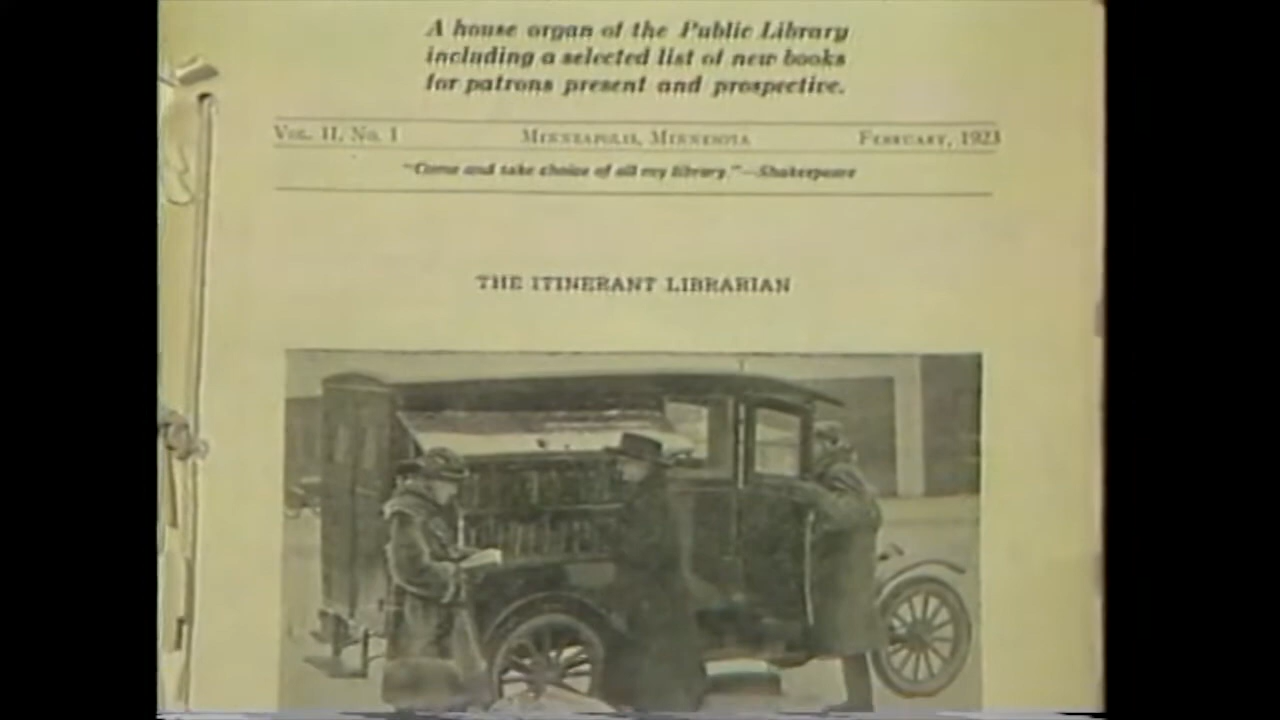 A house organ of the Public Library
including a selected list of new books
for patrons present and prospective.
VOL. II, NO. 1 MINNEAPOLIS, MINNESOTA FEBRUARY, 1923
"Come and take choice of all my library."—Shakespeare
THE ITINERANT LIBRARIAN